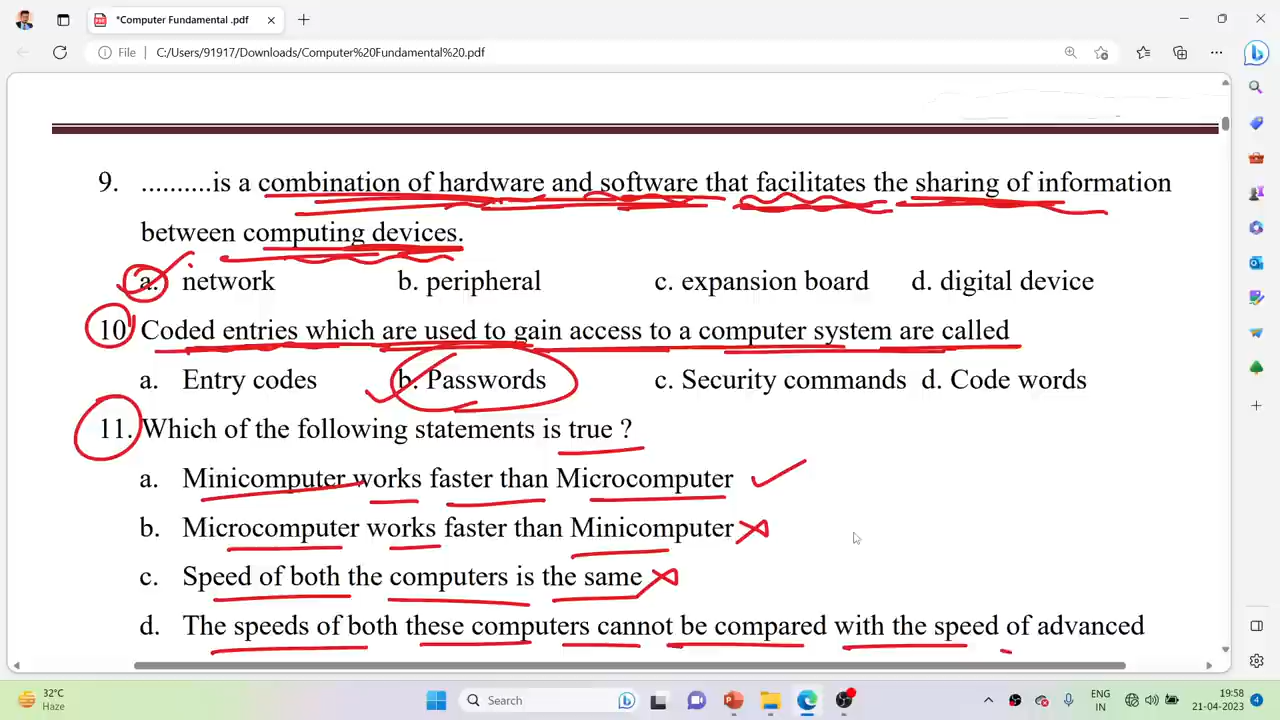 *Computer Fundamental .pdf
File
C:/Users/91917/Downloads/Computer%20Fundamental%20.pdf
9. ..........is a combination of hardware and software that facilitates the sharing of information
between computing devices.
a. network b. peripheral c. expansion board d. digital device
10. Coded entries which are used to gain access to a computer system are called
a. Entry codes b. Passwords c. Security commands d. Code words
11. Which of the following statements is true ?
a. Minicomputer works faster than Microcomputer
b. Microcomputer works faster than Minicomputer
c. Speed of both the computers is the same
d. The speeds of both these computers cannot be compared with the speed of advanced
32°C
Haze
Search
ENG
IN
19:58
21-04-2023
4